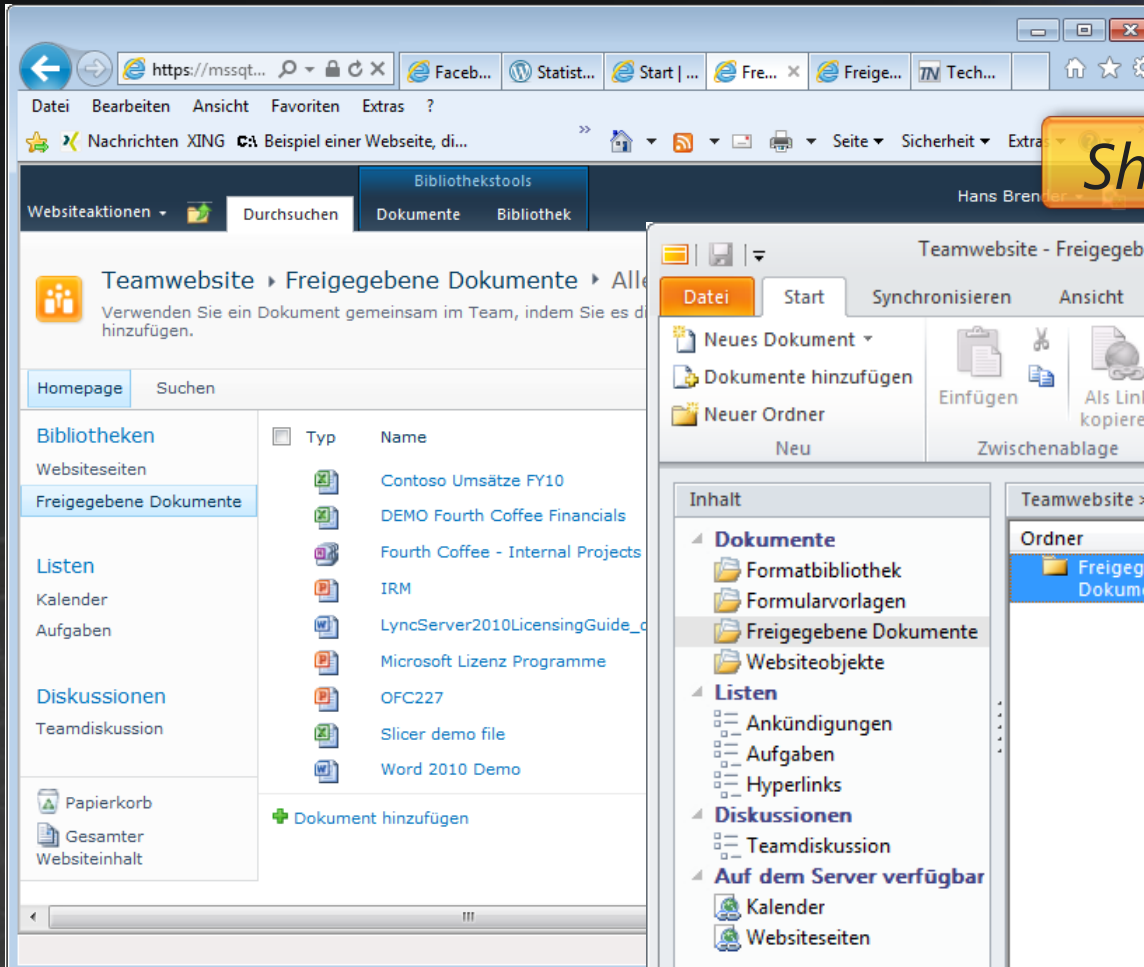 https://mssqt...
Faceb...
Statist...
Start | ...
Fre...
Freige...
Tech...
Datei Bearbeiten Ansicht Favoriten Extras ?
Nachrichten XING Beispiel einer Webseite, di...
Seite Sicherheit Extras
Sh
Bibliothekstools
Websiteaktionen Durchsuchen Dokumente Bibliothek
Hans Brender
Teamwebsite Freigegebene Dokumente Alle
Verwenden Sie ein Dokument gemeinsam im Team, indem Sie es di
hinzufügen.
Homepage Suchen
Bibliotheken
Websiteseiten
Freigegebene Dokumente
Listen
Kalender
Aufgaben
Diskussionen
Teamdiskussion
Papierkorb
Gesamter
Websiteinhalt
Typ Name
Contoso Umsätze FY10
DEMO Fourth Coffee Financials
Fourth Coffee - Internal Projects
IRM
LyncServer2010LicensingGuide_c
Microsoft Lizenz Programme
OFC227
Slicer demo file
Word 2010 Demo
Dokument hinzufügen
Teamwebsite - Freigegeb
Datei Start Synchronisieren Ansicht
Neues Dokument
Dokumente hinzufügen
Neuer Ordner
Neu
Einfügen
Als Link
kopiere
Zwischenablage
Inhalt
Dokumente
Formatbibliothek
Formularvorlagen
Freigegebene Dokumente
Websiteobjekte
Listen
Ankündigungen
Aufgaben
Hyperlinks
Diskussionen
Teamdiskussion
Auf dem Server verfügbar
Kalender
Websiteseiten
Teamwebsite >
Ordner
Freigeg
Dokume